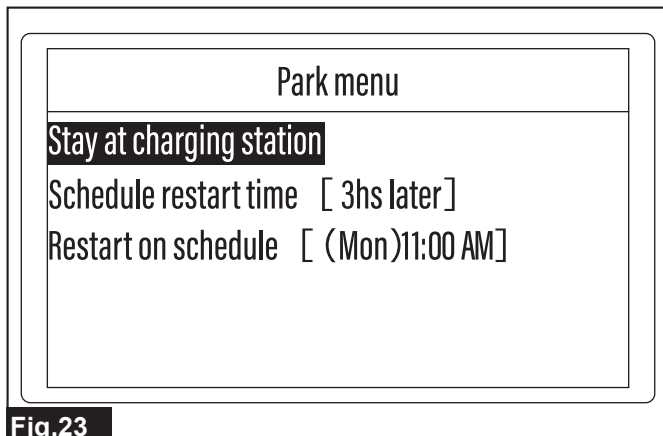 Park menu
Stay at charging station
Schedule restart time [ 3hs later]
Restart on schedule [ (Mon)11:00 AM]
Fig.23